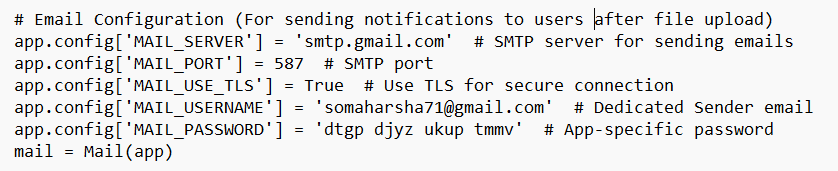 # Email Configuration (For sending notifications to users after file upload)
app.config['MAIL_SERVER'] = 'smtp.gmail.com'  # SMTP server for sending emails
app.config['MAIL_PORT'] = 587  # SMTP port
app.config['MAIL_USE_TLS'] = True  # Use TLS for secure connection
app.config['MAIL_USERNAME'] = 'somaharsha71@gmail.com'  # Dedicated Sender email
app.config['MAIL_PASSWORD'] = 'dtgp djyz ukup tmmv'  # App-specific password
mail = Mail(app)